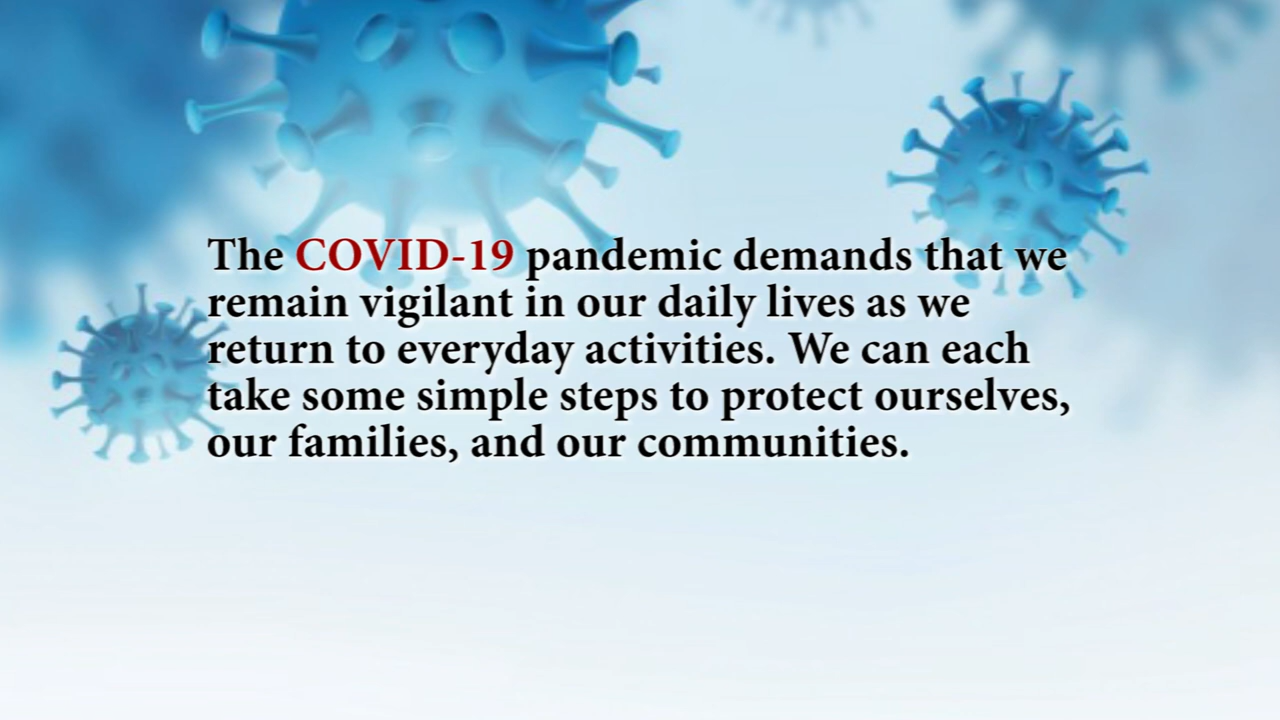 The COVID-19 pandemic demands that we
remain vigilant in our daily lives as we
return to everyday activities. We can each
take some simple steps to protect ourselves,
our families, and our communities.